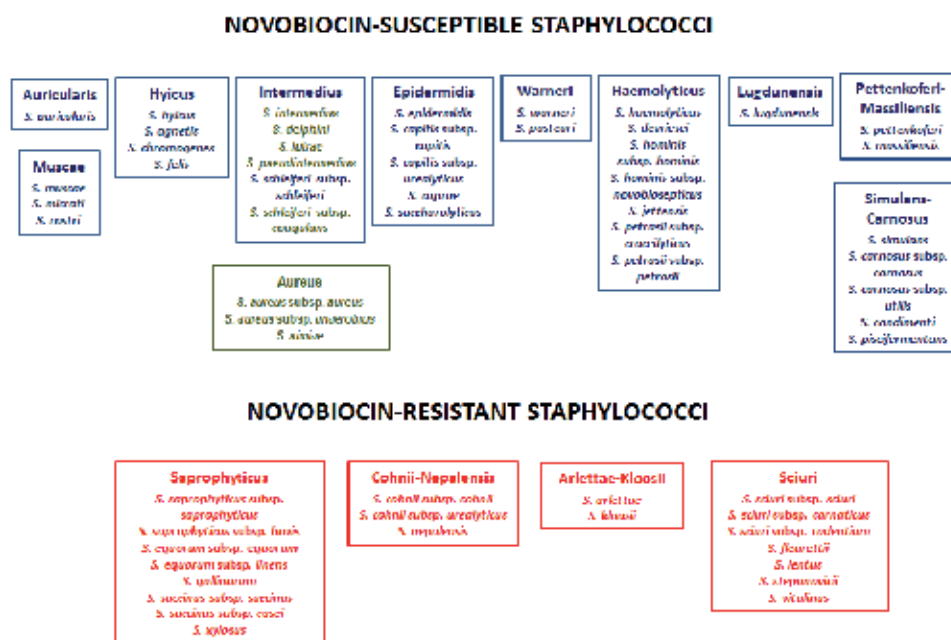 NOVOBIOCIN-SUSCEPTIBLE STAPHYLOCOCCI
Auricularis
S. auricularis
Muscae
S. muscae
S. microti
S. rostri
Hyicus
S. hyicus
S. agnetis
S. chromogenes
S. felis
Intermedius
S. intermedius
S. delphini
S. lutrae
S. pseudintermedius
S. schleiferi subsp.
schleiferi
S. schleiferi subsp.
coagulans
Aureus
S. aureus subsp. aureus
S. aureus subsp. anaerobius
S. simiae
Epidermidis
S. epidermidis
S. capitis subsp.
capitis
S. capitis subsp.
urealyticus
S. caprae
S. saccharolyticus
Warneri
S. warneri
S. pasteuri
Haemolyticus
S. haemolyticus
S. devriesei
S. hominis
subsp. hominis
S. hominis subsp.
novobiosepticus
S. jettensis
S. petrasii subsp.
croceilyticus
S. petrasii subsp.
petrasii
Lugdunensis
S. lugdunensis
Pettenkoferi-
Massiliensis
S. pettenkoferi
S. massiliensis
Simulans-
Carnosus
S. simulans
S. carnosus subsp.
carnosus
S. carnosus subsp.
utilis
S. condimenti
S. piscifermentans
NOVOBIOCIN-RESISTANT STAPHYLOCOCCI
Saprophyticus
S. saprophyticus subsp.
saprophyticus
S. saprophyticus subsp. bovis
S. equorum subsp. equorum
S. equorum subsp. linens
S. gallinarum
S. succinus subsp. succinus
S. succinus subsp. casei
S. xylosus
Cohnii-Nepalensis
S. cohnii subsp. cohnii
S. cohnii subsp. urealyticus
S. nepalensis
Arlettae-Kloosii
S. arlettae
S. kloosii
Sciuri
S. sciuri subsp. sciuri
S. sciuri subsp. carnaticus
S. sciuri subsp. rodentium
S. fleurettii
S. lentus
S. stepanovicii
S. vitulinus